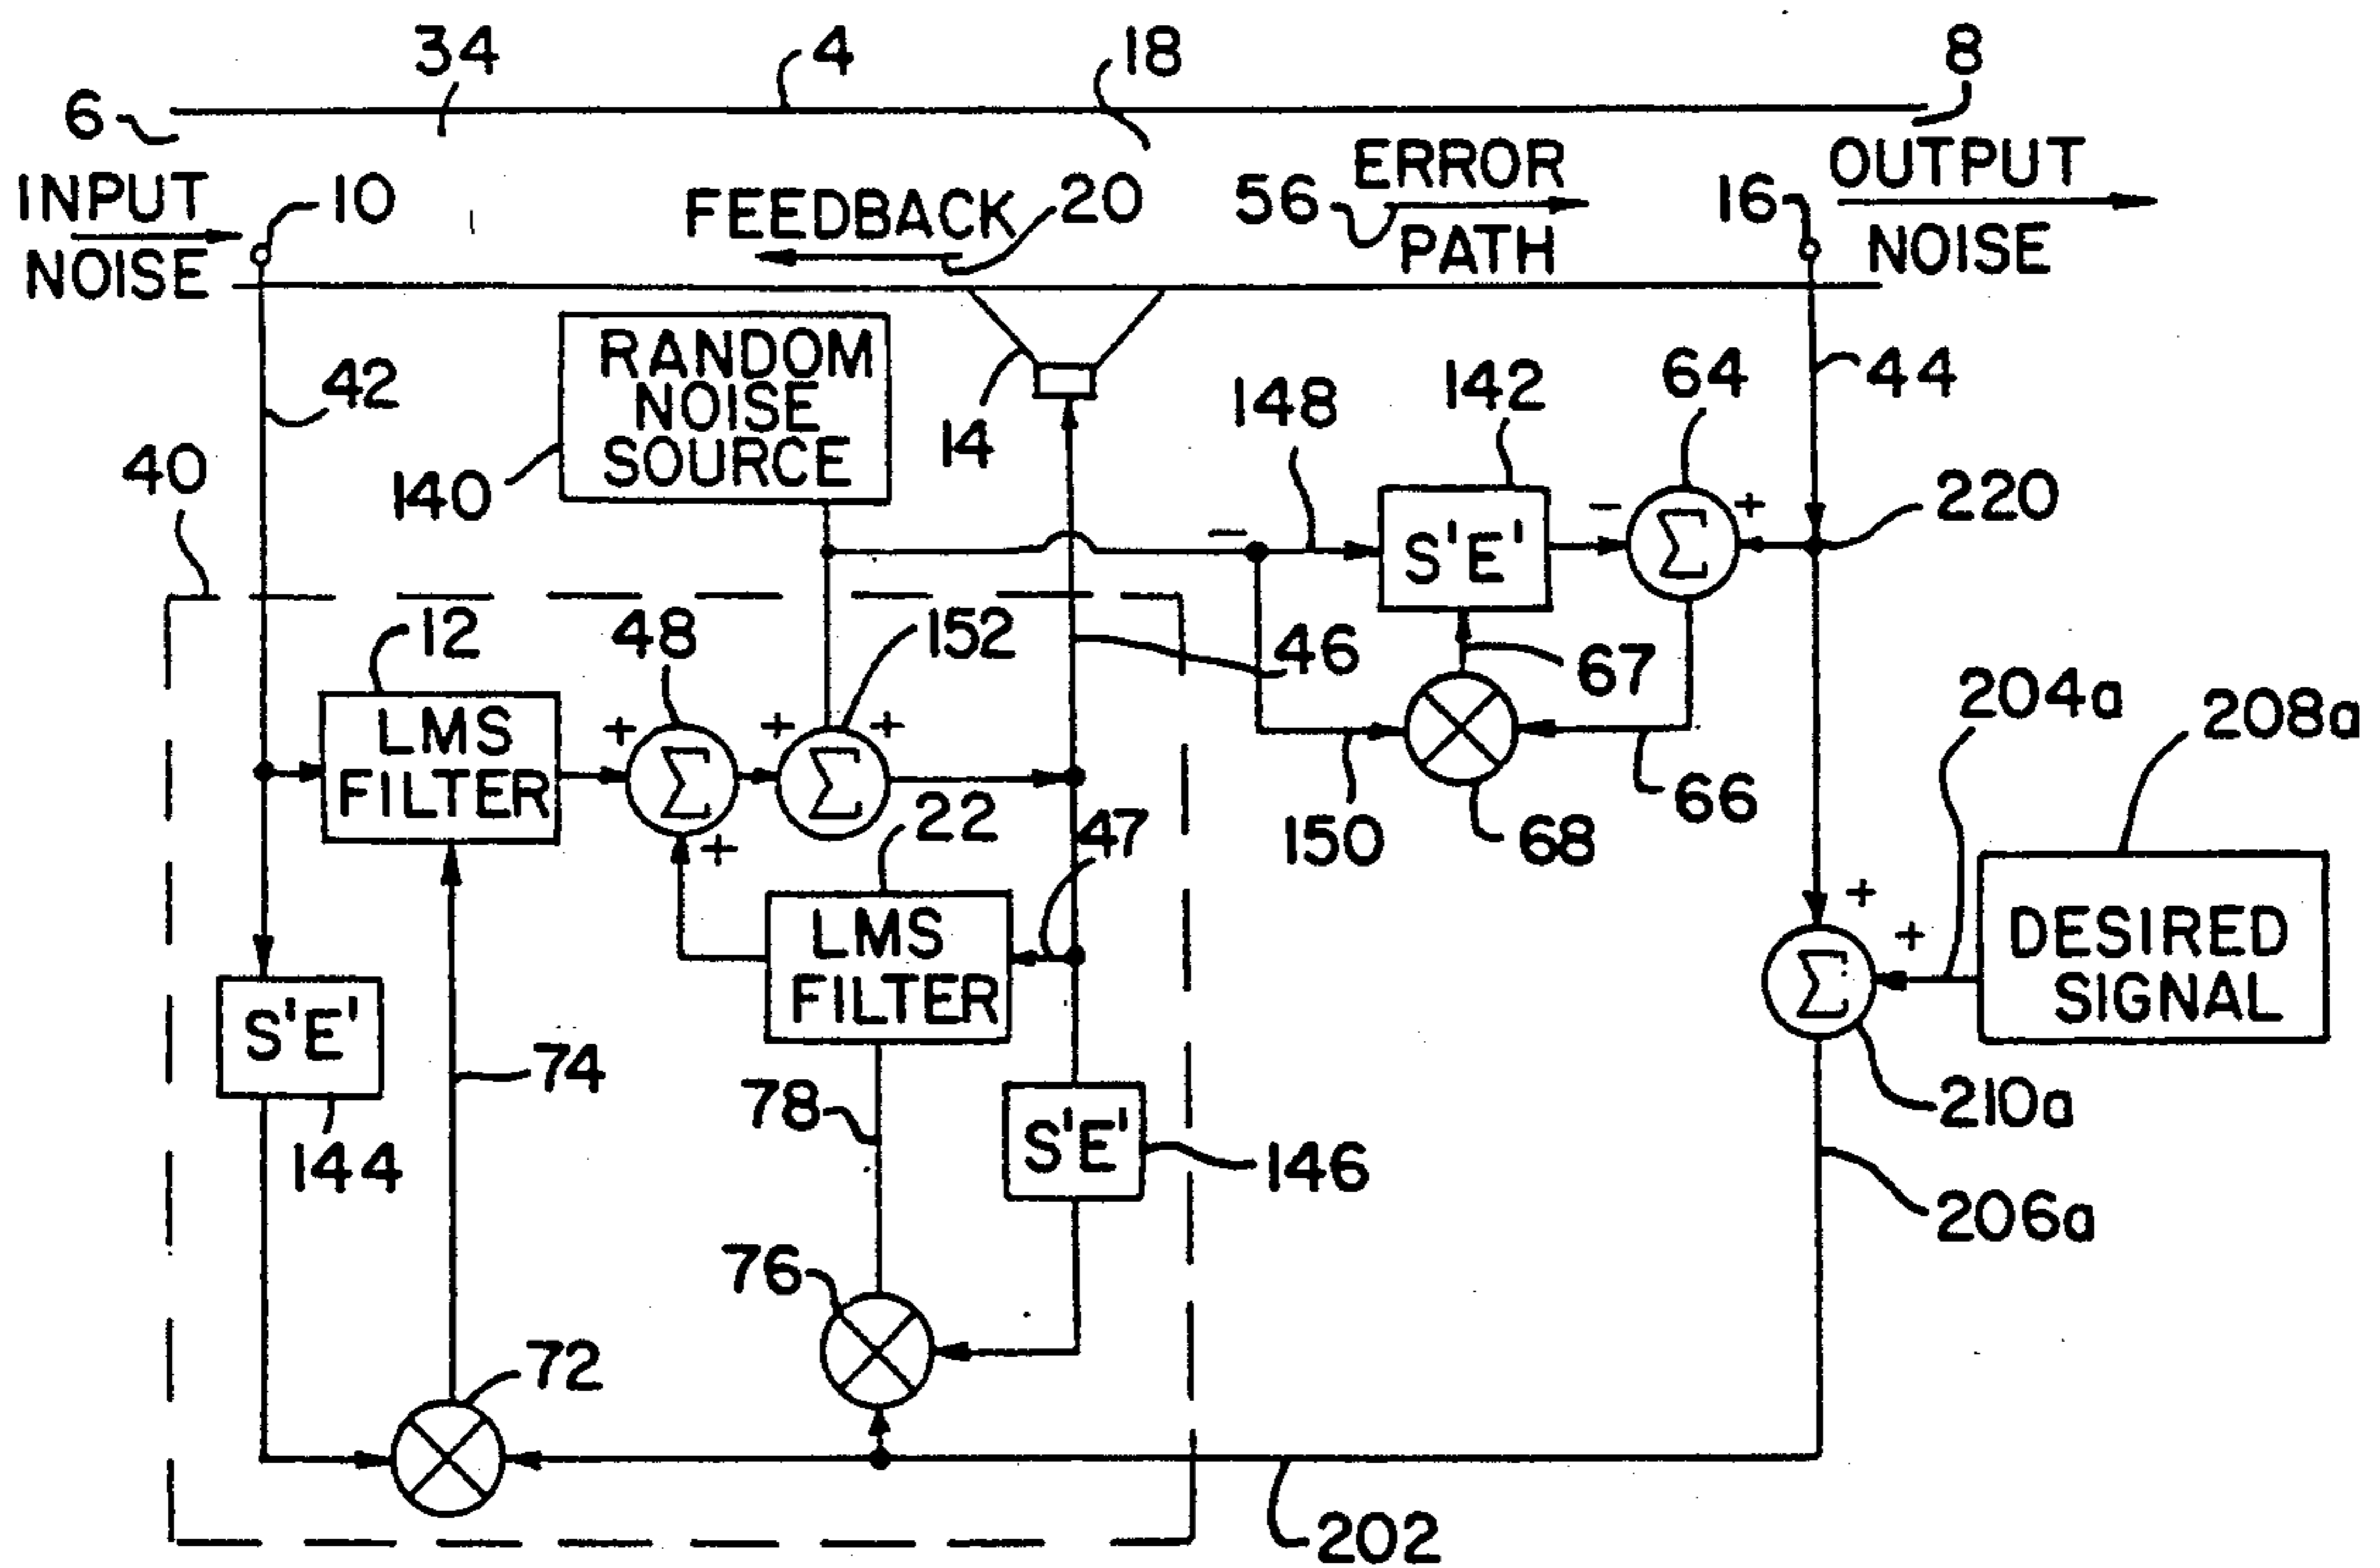 34
4
18
8
6
INPUT
NOISE
10
FEEDBACK
20
56
ERROR
PATH
16
OUTPUT
NOISE
RANDOM
NOISE
SOURCE
140
14
42
40
148
142
64
44
220
−
S'E'
−
Σ
+
12
48
152
46
67
204a
208a
LMS
FILTER
+
Σ
+
+
Σ
+
22
47
150
68
66
LMS
FILTER
+
+
Σ
DESIRED
SIGNAL
S'E'
144
74
78
S'E'
146
210a
206a
76
72
202